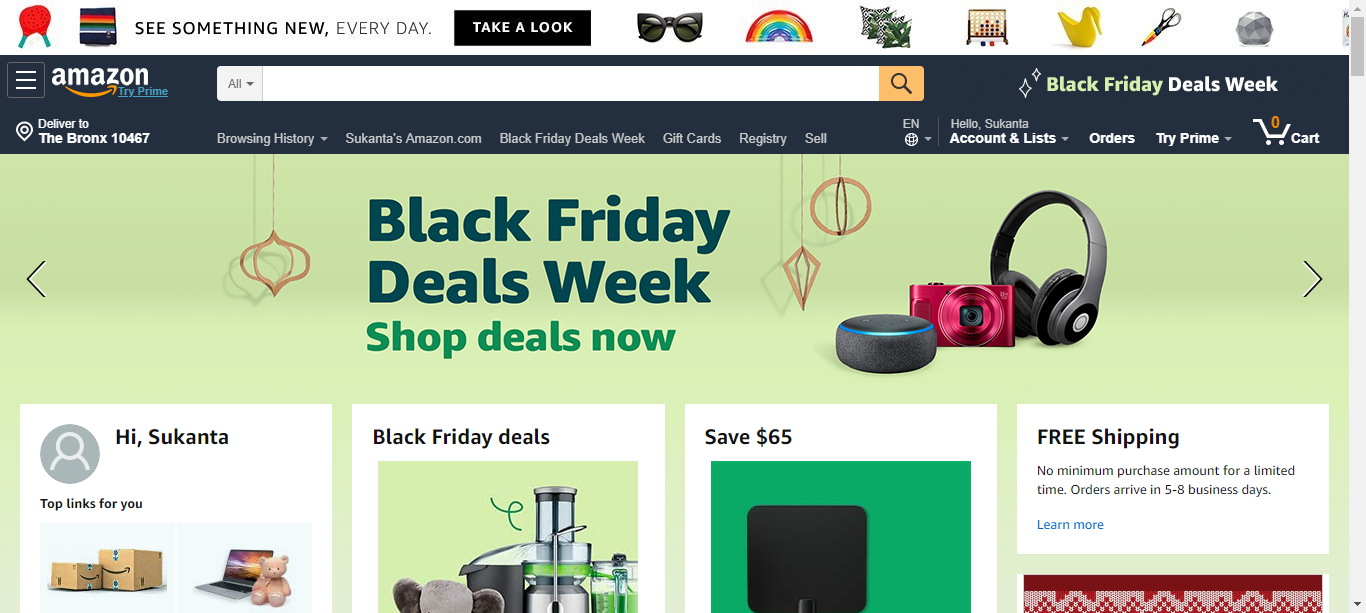 SEE SOMETHING NEW, EVERY DAY.
TAKE A LOOK
amazon
Try Prime
All
Black Friday Deals Week
Deliver to
The Bronx 10467
Browsing History
Sukanta's Amazon.com
Black Friday Deals Week
Gift Cards
Registry
Sell
EN
Hello, Sukanta
Account & Lists
Orders
Try Prime
0
Cart
Black Friday
Deals Week
Shop deals now
Hi, Sukanta
Top links for you
Black Friday deals
Save $65
FREE Shipping
No minimum purchase amount for a limited
time. Orders arrive in 5-8 business days.
Learn more